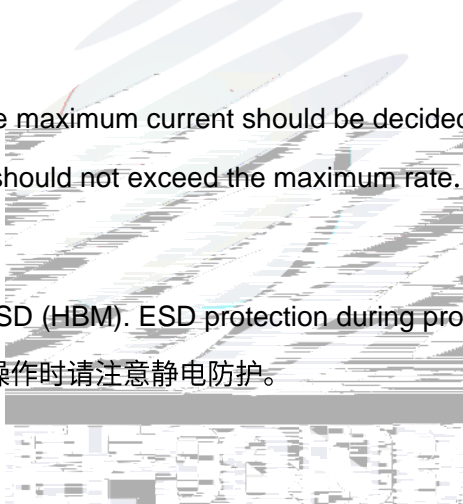 e maximum current should be decided
should not exceed the maximum rate.
SD (HBM). ESD protection during pro
操作时请注意静电防护。